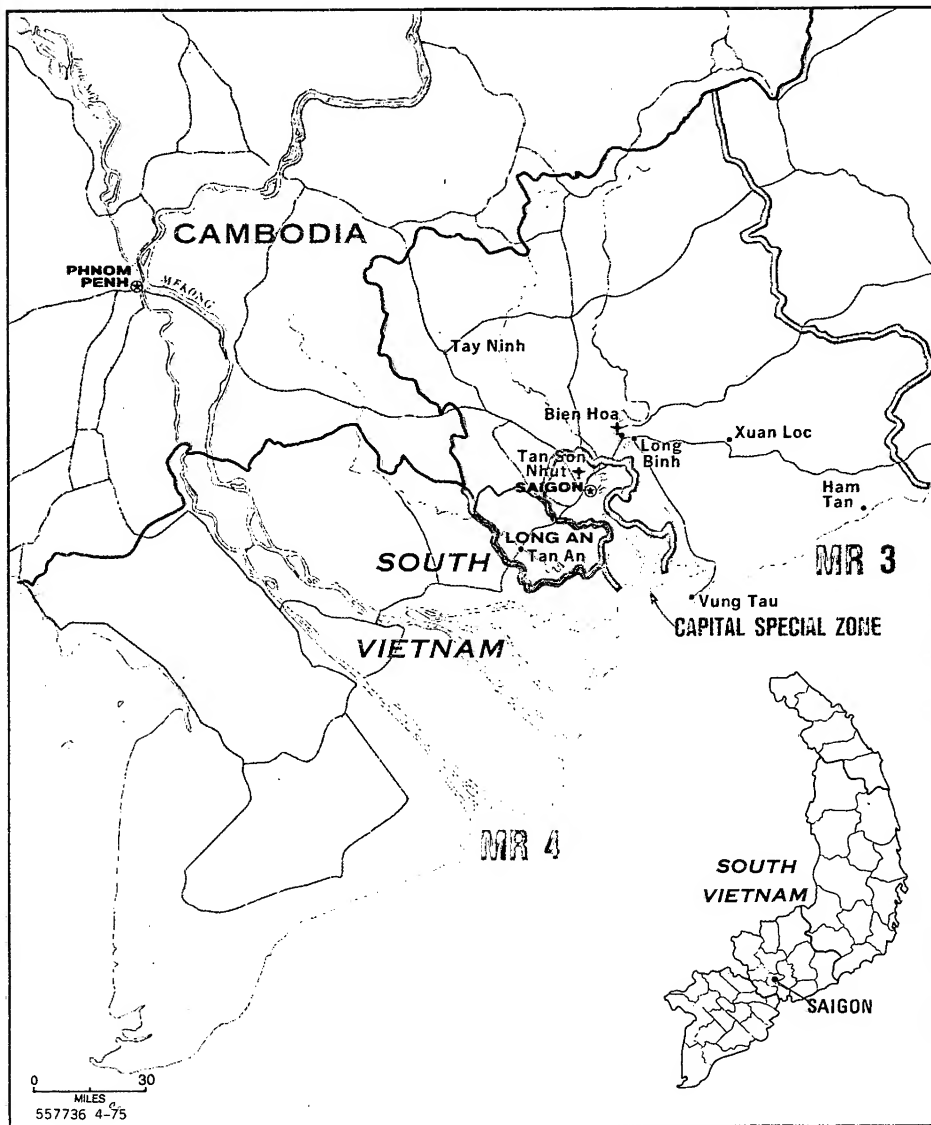 CAMBODIA
PHNOM
PENH
MEKONG
Tay Ninh
Bien Hoa
Long
Binh
Xuan Loc
Tan Son
Nhut
SAIGON
Ham
Tan
LONG AN
Tan An
SOUTH
VIETNAM
MR 3
Vung Tau
CAPITAL SPECIAL ZONE
MR 4
SOUTH
VIETNAM
SAIGON
0 30
MILES
557736 4-75